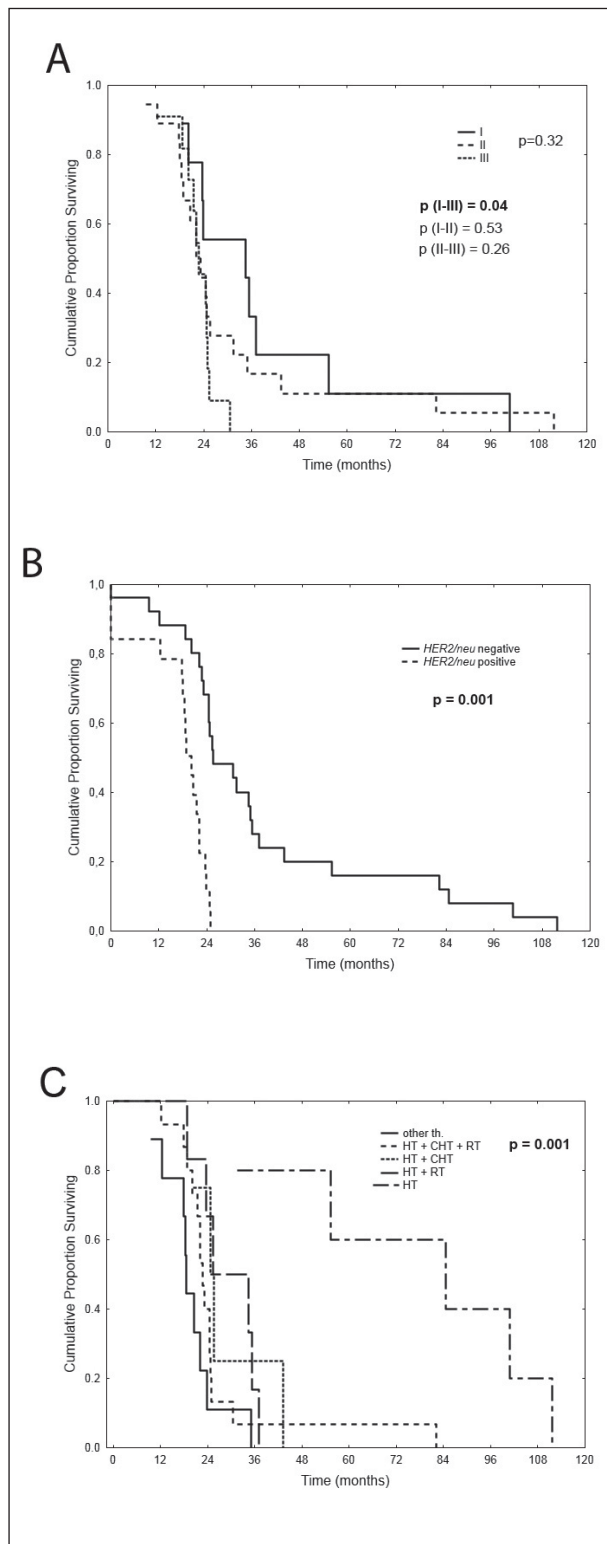 A
1.0
0.8
0.6
0.4
0.2
0.0
Cumulative Proportion Surviving
I
II
III
p=0.32
p (I-III) = 0.04
p (I-II) = 0.53
p (II-III) = 0.26
0 12 24 36 48 60 72 84 96 108 120
Time (months)
B
1,0
0,8
0,6
0,4
0,2
0,0
Cumulative Proportion Surviving
HER2/neu negative
HER2/neu positive
p = 0.001
0 12 24 36 48 60 72 84 96 108 120
Time (months)
C
1.0
0.8
0.6
0.4
0.2
0.0
Cumulative Proportion Surviving
other th.
HT + CHT + RT
HT + CHT
HT + RT
HT
p = 0.001
0 12 24 36 48 60 72 84 96 108 120
Time (months)